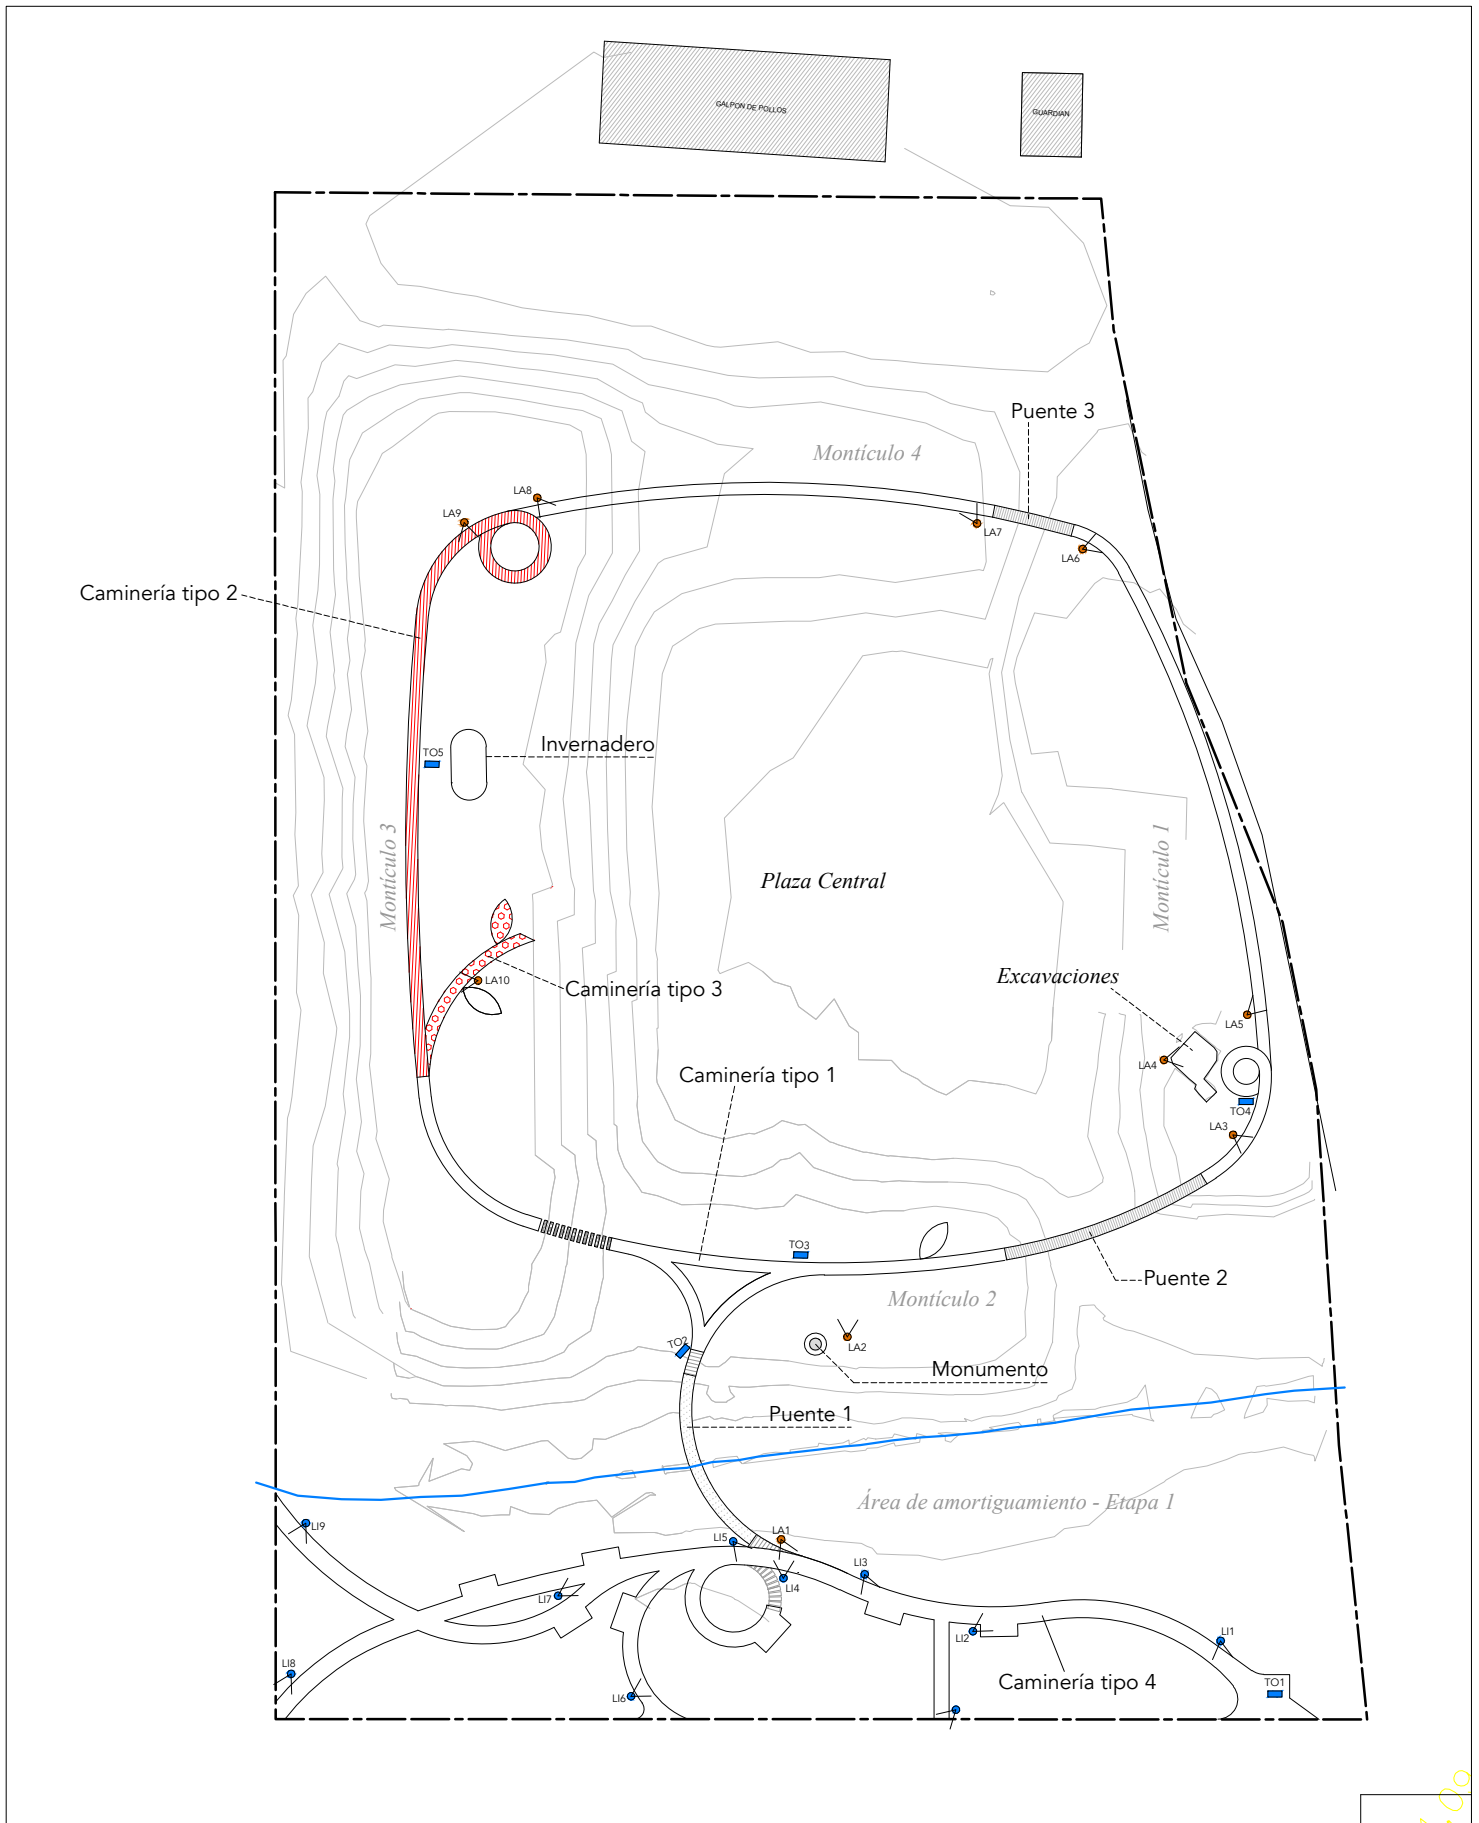 GALPON DE POLLOS
GUARDIAN
Puente 3
Montículo 4
LA8
LA9
LA7
LA6
Caminería tipo 2
TO5
Invernadero
Montículo 3
Montículo 1
Plaza Central
LA10
Caminería tipo 3
Excavaciones
LA5
LA4
Caminería tipo 1
TO4
LA3
TO3
Puente 2
Montículo 2
TO2
LA2
Monumento
Puente 1
Área de amortiguamiento - Etapa 1
LI9
LA1
LI5
LI3
LI4
LI7
LI2
LI1
LI8
LI6
Caminería tipo 4
TO1